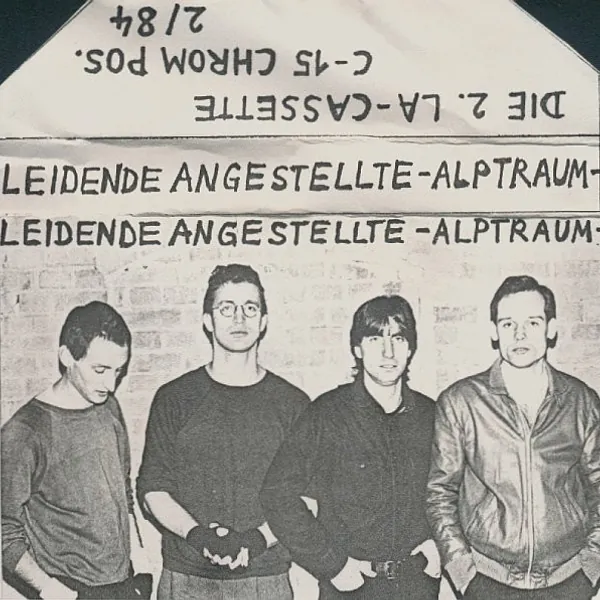 DIE 2. LA-CASSETTE
C-15 CHROM POS.
2/84
LEIDENDE ANGESTELLTE-ALPTRAUM-
LEIDENDE ANGESTELLTE-ALPTRAUM-